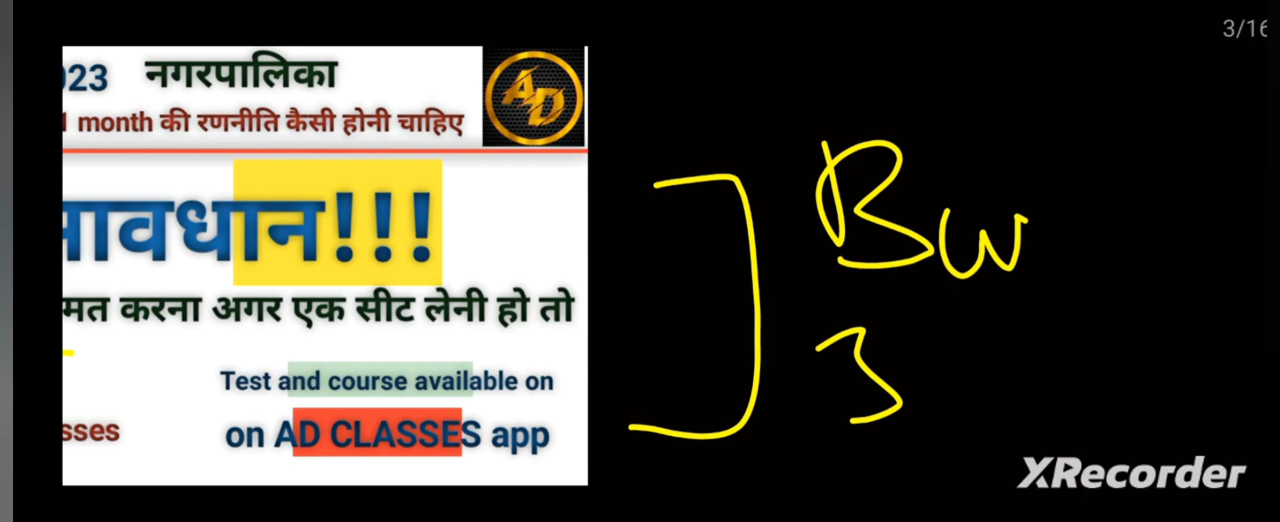 3/16
023 नगरपालिका
AD
1 month की रणनीति कैसी होनी चाहिए
ावधान!!!
मत करना अगर एक सीट लेनी हो तो
Test and course available on
sses on AD CLASSES app
Bw
3
XRecorder